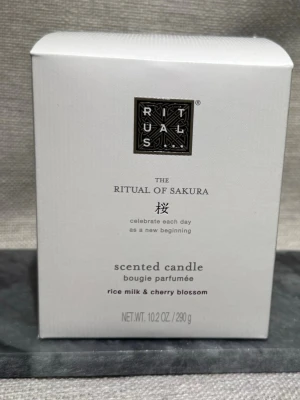 RIT
UALS
S...
THE
RITUAL OF SAKURA
桜
celebrate each day
as a new beginning
scented candle
bougie parfumée
rice milk & cherry blossom
NET.WT. 10.2 OZ. / 290 g